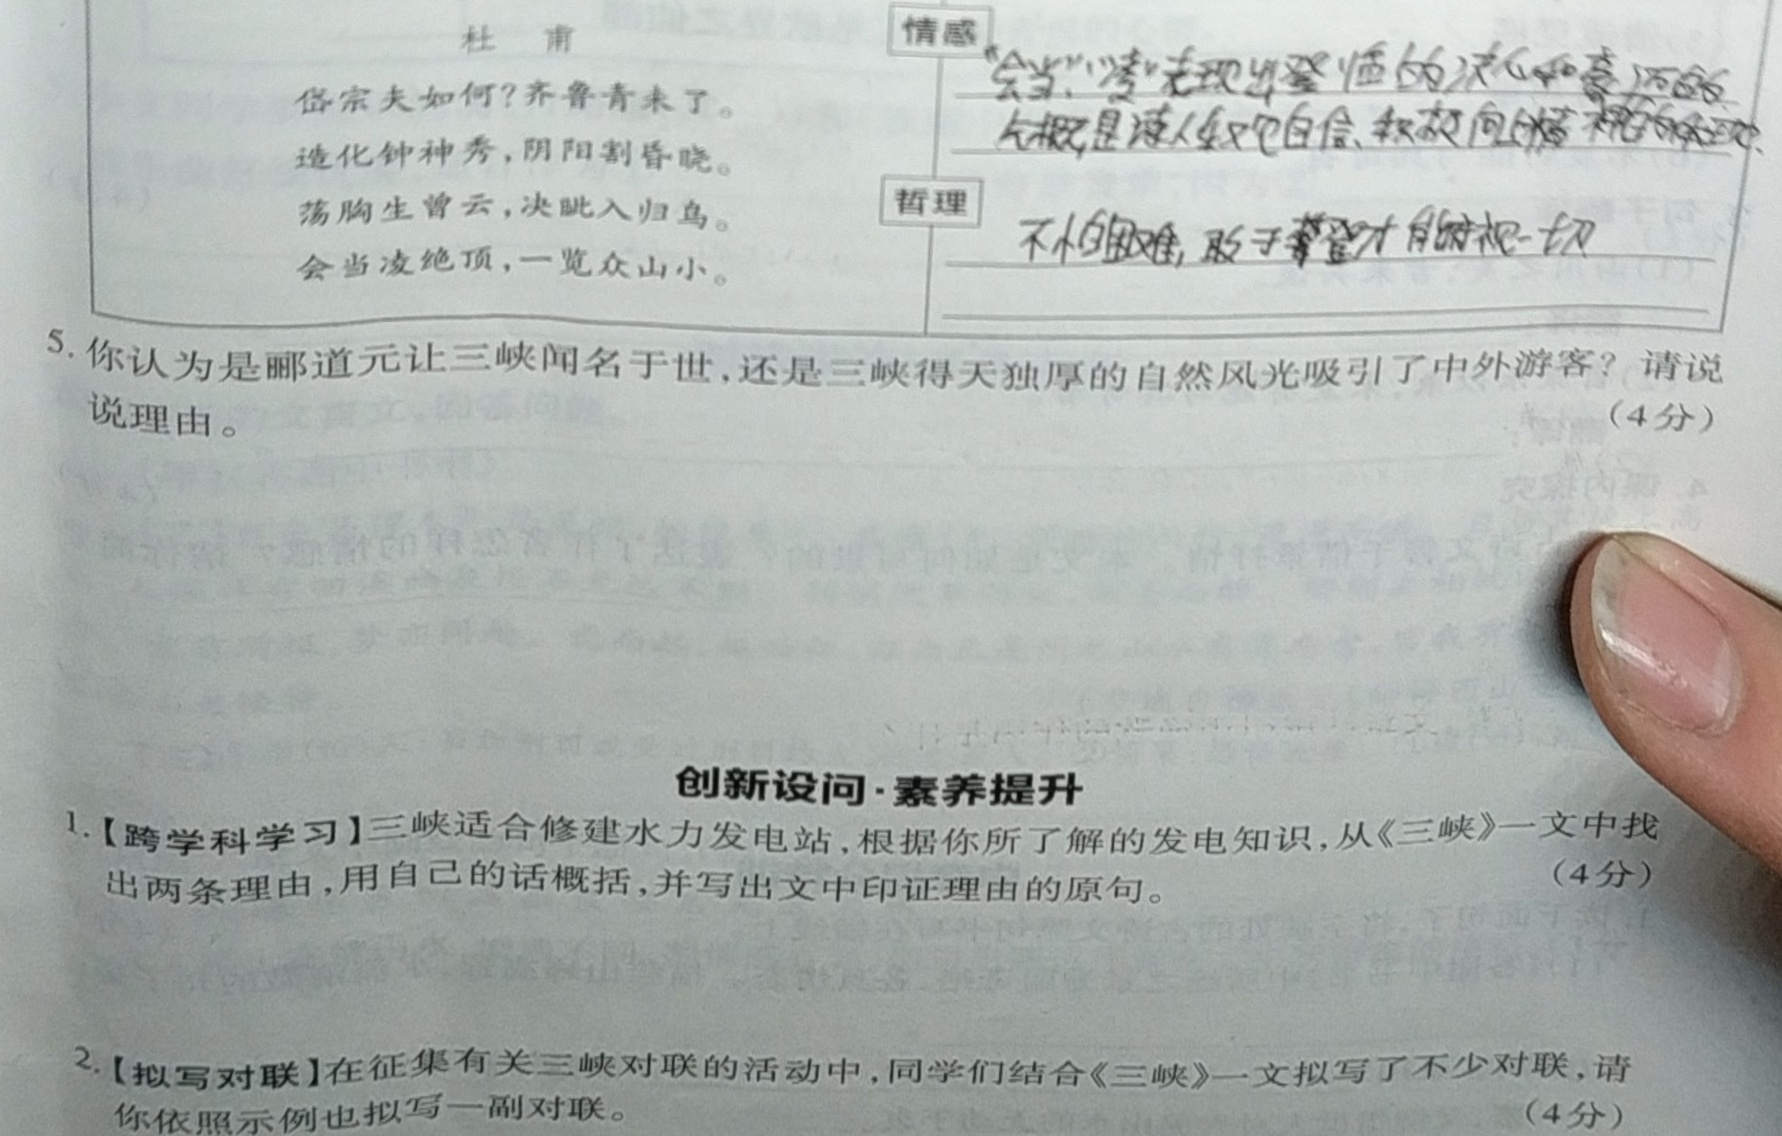 杜 甫
岱宗夫如何？齐鲁青未了。
造化钟神秀，阴阳割昏晓。
荡胸生曾云，决眦入归鸟。
会当凌绝顶，一览众山小。
情感
"会当""凌"表现出登临的决心和豪迈的
气概，是诗人
自信、积极向上
哲理
不怕困难，敢于攀登才能俯视一切
5. 你认为是郦道元让三峡闻名于世，还是三峡得天独厚的自然风光吸引了中外游客？请说
说理由。（4分）
创新设问·素养提升
1.【跨学科学习】三峡适合修建水力发电站，根据你所了解的发电知识，从《三峡》一文中找
出两条理由，用自己的话概括，并写出文中印证理由的原句。（4分）
2.【拟写对联】在征集有关三峡对联的活动中，同学们结合《三峡》一文拟写了不少对联，请
你依照示例也拟写一副对联。（4分）